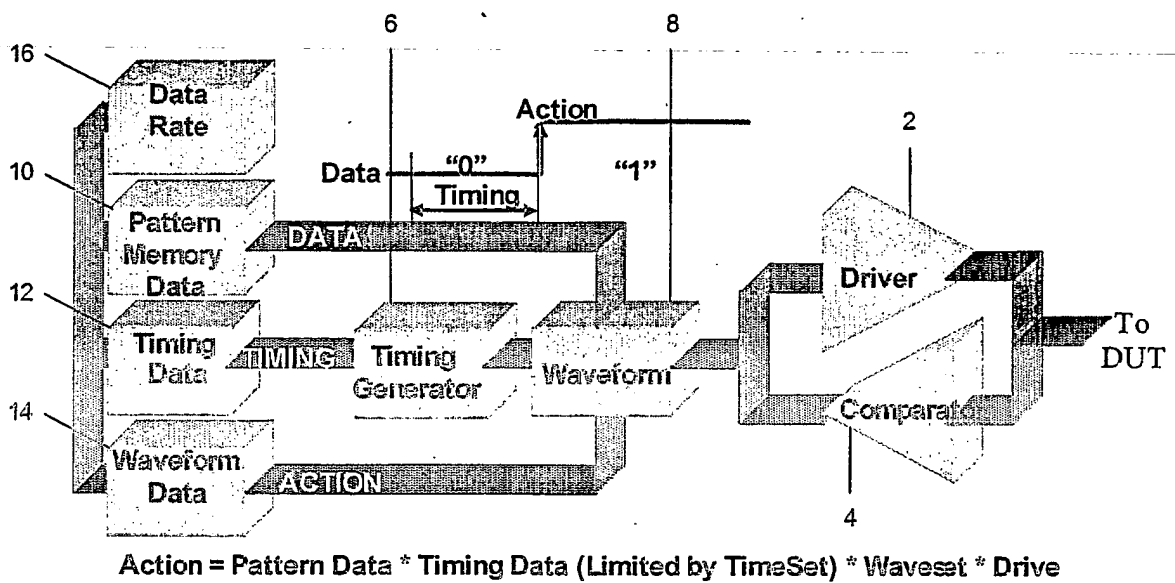 6
8
16
Data
Rate
Action
2
10
Data
"0"
"1"
Timing
Pattern
Memory
Data
DATA
Driver
12
Timing
Data
TIMING
Timing
Generator
Waveform
To
DUT
14
Waveform
Data
ACTION
Comparato
4
Action = Pattern Data * Timing Data (Limited by TimeSet) * Waveset * Drive